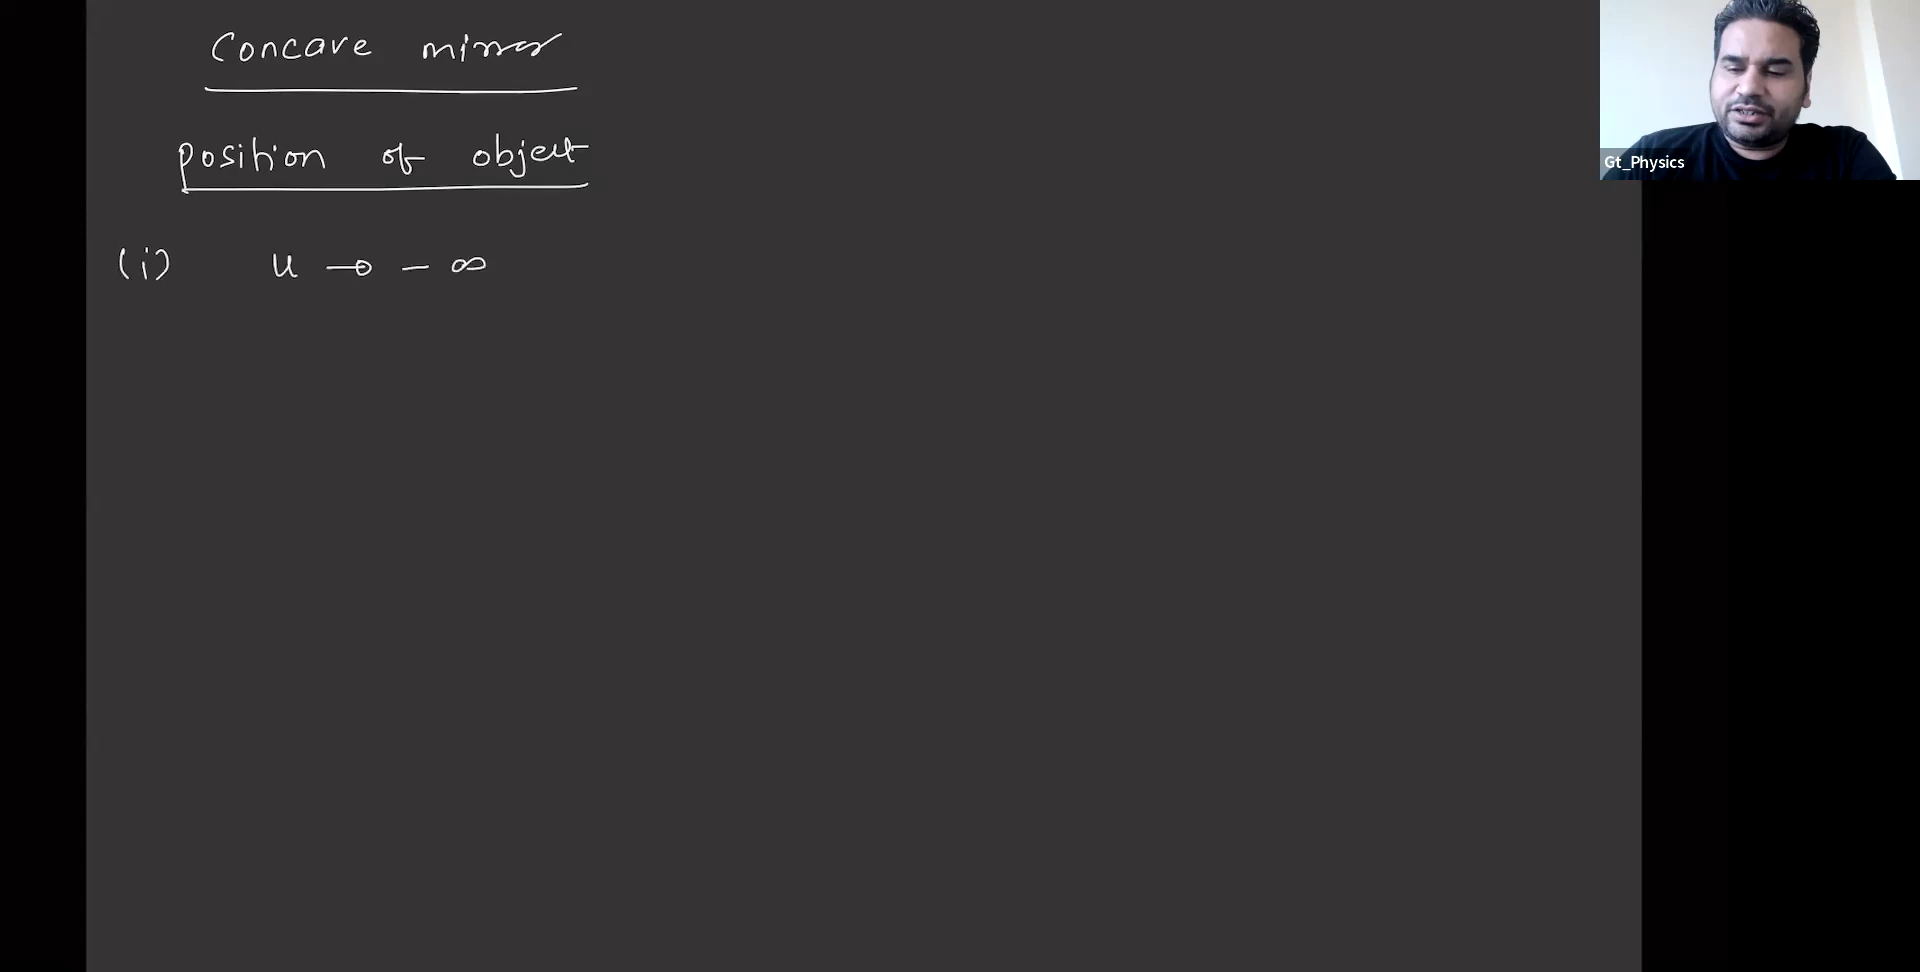 Concave mirror
position of object
(i) u → - ∞
Gt_Physics